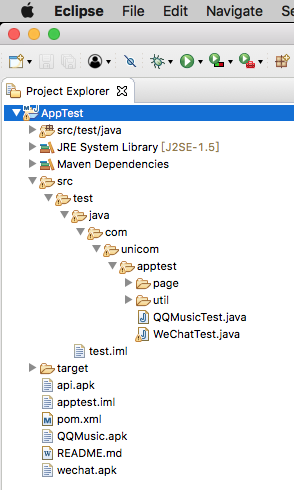 Eclipse File Edit Navigate S
Project Explorer
AppTest
src/test/java
JRE System Library [J2SE-1.5]
Maven Dependencies
src
test
java
com
unicom
apptest
page
util
QQMusicTest.java
WeChatTest.java
test.iml
target
api.apk
apptest.iml
pom.xml
QQMusic.apk
README.md
wechat.apk